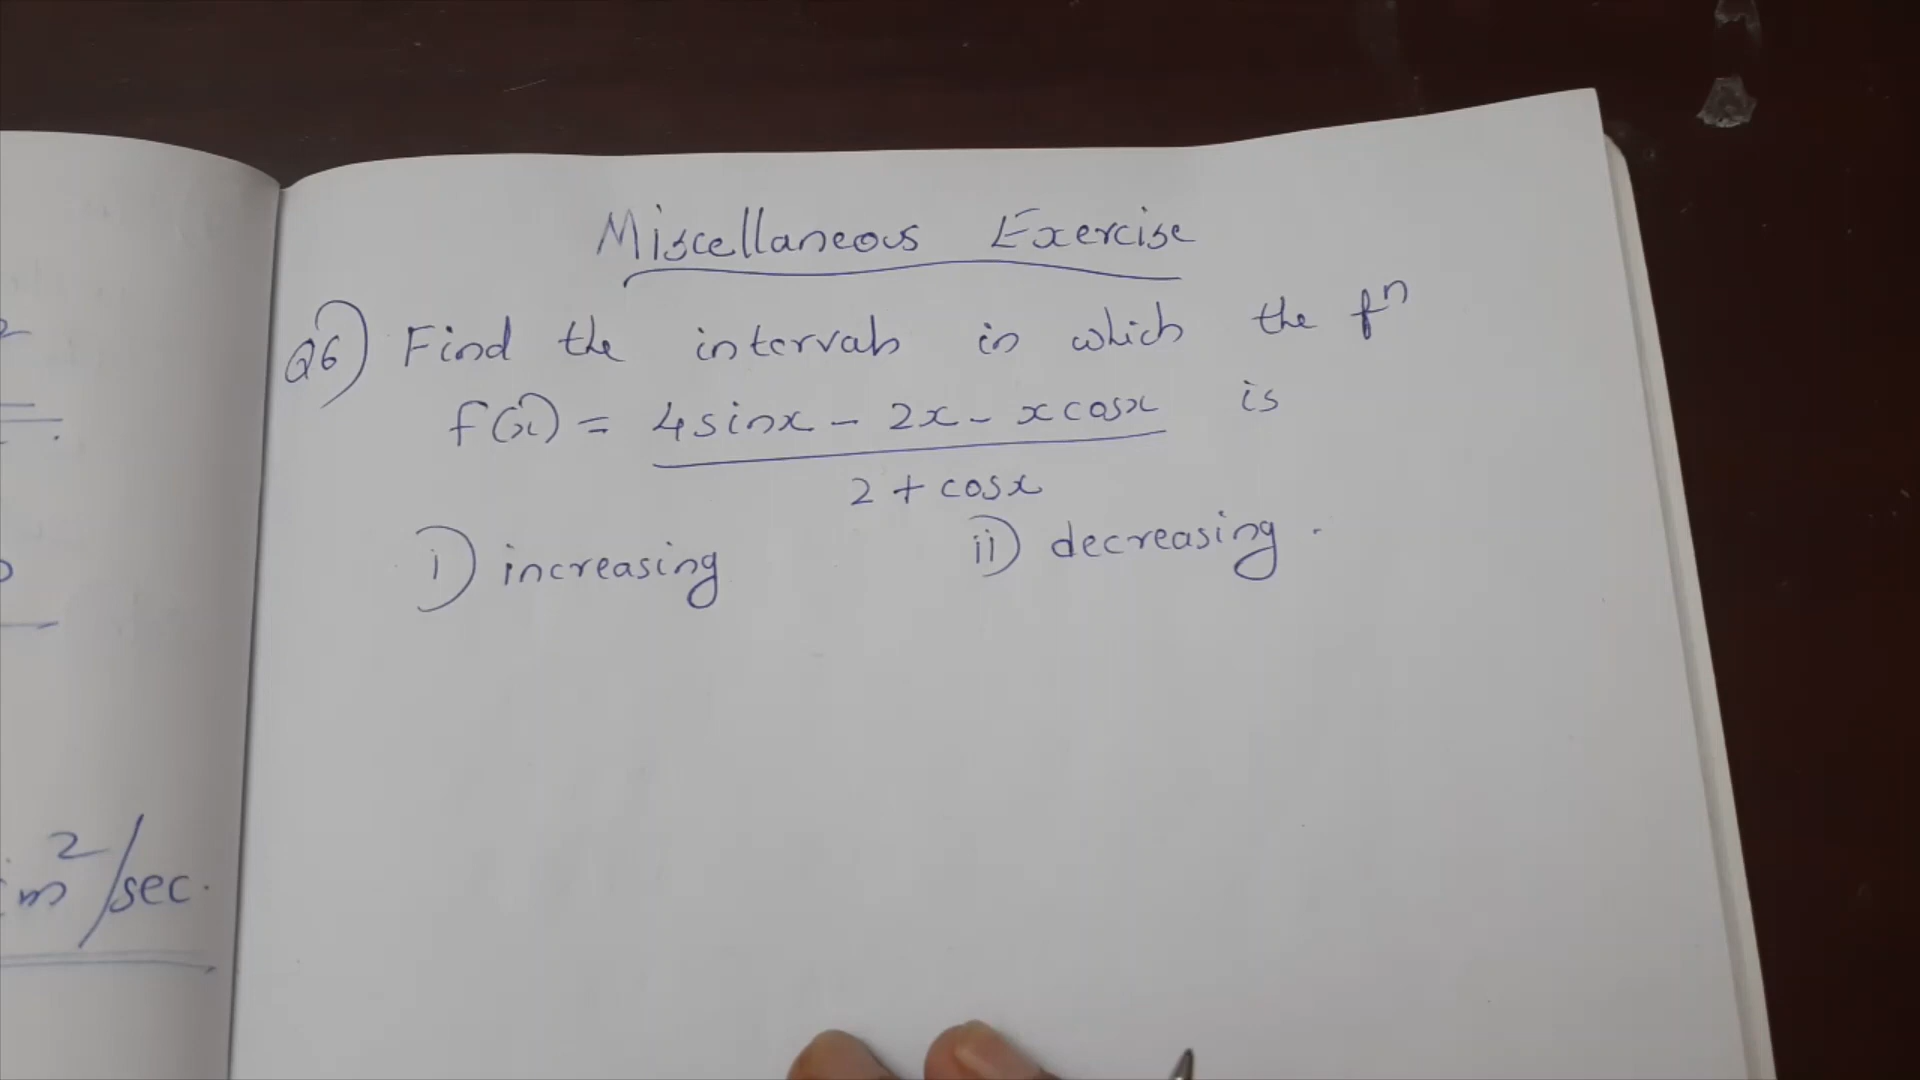 Miscellaneous Exercise
Q6) Find the intervals in which the fⁿ
f(x) = 4sinx - 2x - xcosx is
2 + cosx
i) increasing ii) decreasing.
m²/sec.